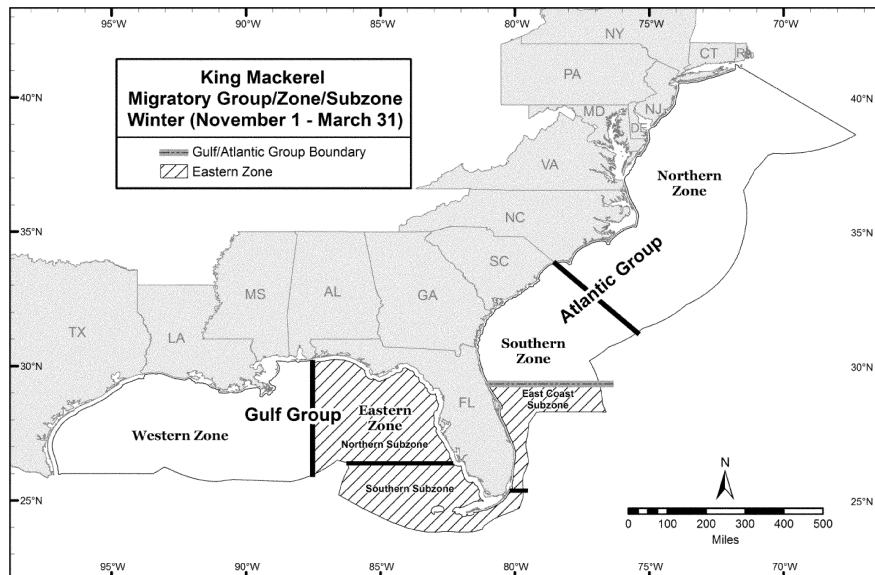 95°W
90°W
85°W
80°W
75°W
70°W
King Mackerel
Migratory Group/Zone/Subzone
Winter (November 1 - March 31)
Gulf/Atlantic Group Boundary
Eastern Zone
NY
CT
RI
PA
NJ
MD
DE
VA
NC
SC
TX
LA
MS
AL
GA
FL
40°N
40°N
35°N
35°N
30°N
30°N
25°N
25°N
Northern
Zone
Atlantic Group
Southern
Zone
East Coast
Subzone
Gulf Group
Western Zone
Eastern
Zone
Northern Subzone
Southern Subzone
N
0 50 100 200 300 400 500
Miles
95°W
90°W
85°W
80°W
75°W
70°W